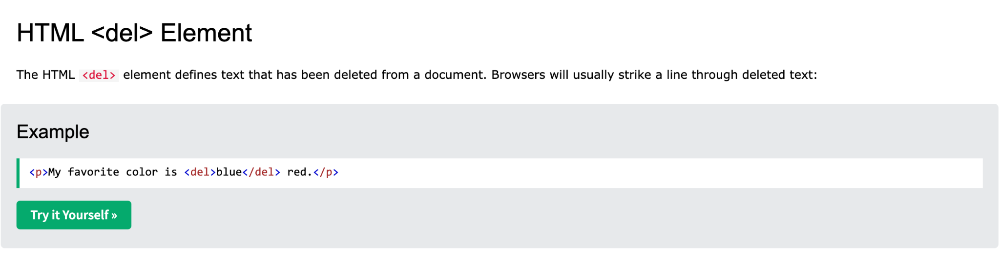 HTML <del> Element
The HTML <del> element defines text that has been deleted from a document. Browsers will usually strike a line through deleted text:
Example
<p>My favorite color is <del>blue</del> red.</p>
Try it Yourself »